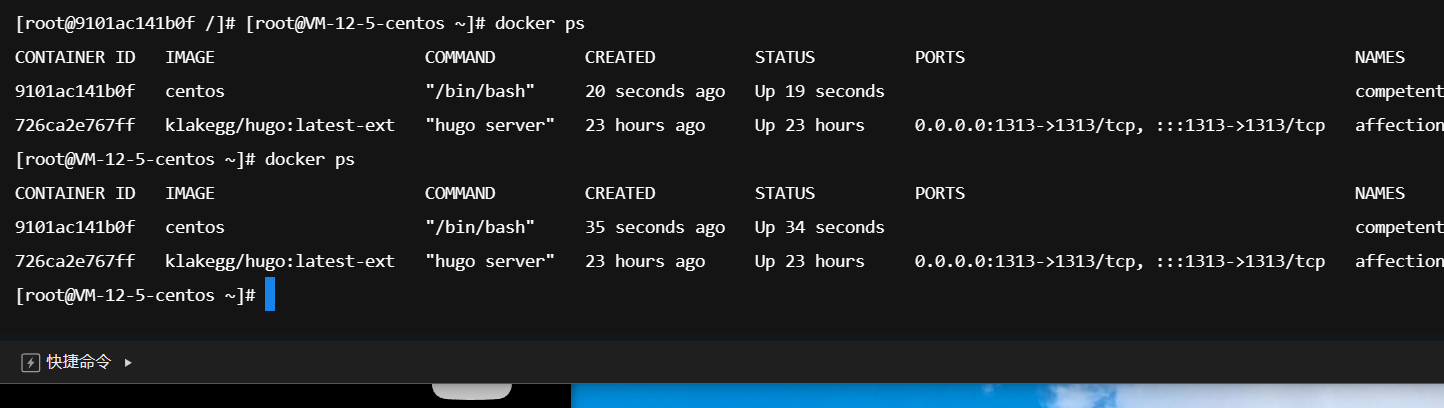 [root@9101ac141b0f /]# [root@VM-12-5-centos ~]# docker ps
CONTAINER ID   IMAGE                       COMMAND         CREATED          STATUS          PORTS                                       NAMES
9101ac141b0f   centos                      "/bin/bash"     20 seconds ago   Up 19 seconds                                               competent
726ca2e767ff   klakegg/hugo:latest-ext   "hugo server"   23 hours ago     Up 23 hours     0.0.0.0:1313->1313/tcp, :::1313->1313/tcp   affection
[root@VM-12-5-centos ~]# docker ps
CONTAINER ID   IMAGE                       COMMAND         CREATED          STATUS          PORTS                                       NAMES
9101ac141b0f   centos                      "/bin/bash"     35 seconds ago   Up 34 seconds                                               competent
726ca2e767ff   klakegg/hugo:latest-ext   "hugo server"   23 hours ago     Up 23 hours     0.0.0.0:1313->1313/tcp, :::1313->1313/tcp   affection
[root@VM-12-5-centos ~]#
快捷命令